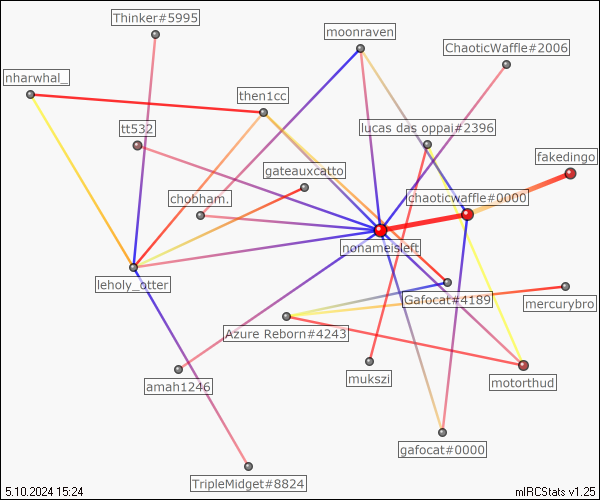 Thinker#5995
moonraven
ChaoticWaffle#2006
nharwhal_
then1cc
tt532
lucas das oppai#2396
fakedingo
gateauxcatto
chobham.
chaoticwaffle#0000
nonameisleft
leholy_otter
Gafocat#4189
mercurybro
Azure Reborn#4243
mukszi
amah1246
motorthud
gafocat#0000
TripleMidget#8824
5.10.2024 15:24
mIRCStats v1.25